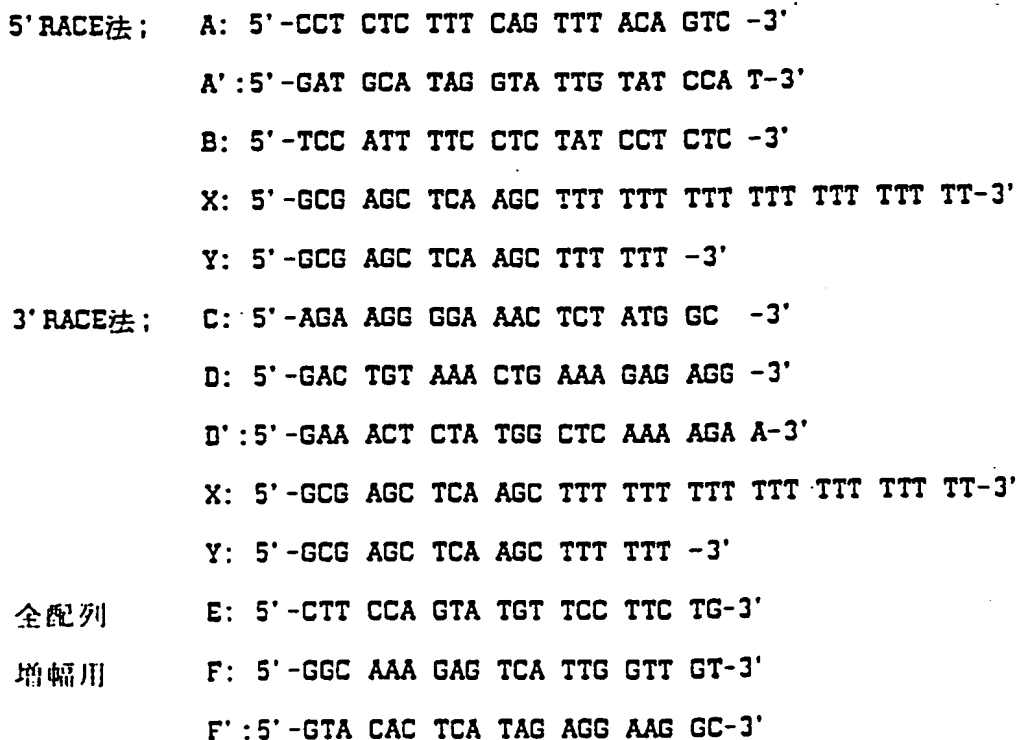 5' RACE法; A: 5'-CCT CTC TTT CAG TTT ACA GTC -3'
A' :5'-GAT GCA TAG GTA TTG TAT CCA T-3'
B: 5'-TCC ATT TTC CTC TAT CCT CTC -3'
X: 5'-GCG AGC TCA AGC TTT TTT TTT TTT TTT TTT TT-3'
Y: 5'-GCG AGC TCA AGC TTT TTT -3'
3' RACE法; C: 5'-AGA AGG GGA AAC TCT ATG GC -3'
D: 5'-GAC TGT AAA CTG AAA GAG AGG -3'
D' :5'-GAA ACT CTA TGG CTC AAA AGA A-3'
X: 5'-GCG AGC TCA AGC TTT TTT TTT TTT TTT TTT TT-3'
Y: 5'-GCG AGC TCA AGC TTT TTT -3'
全配列 E: 5'-CTT CCA GTA TGT TCC TTC TG-3'
増幅用 F: 5'-GGC AAA GAG TCA TTG GTT GT-3'
F' :5'-GTA CAC TCA TAG AGG AAG GC-3'